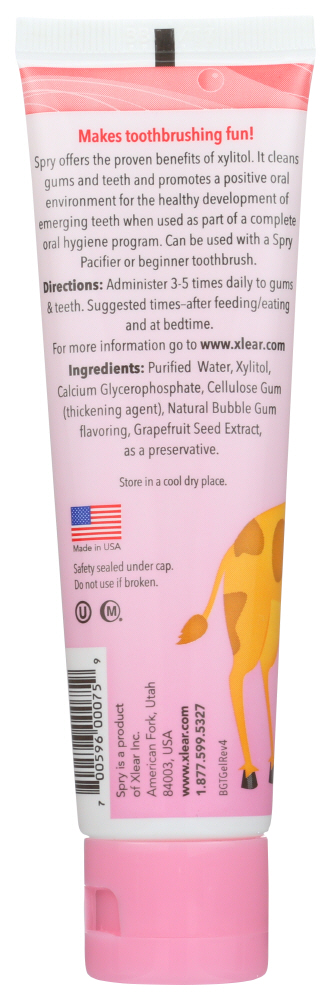 Makes toothbrushing fun!
Spry offers the proven benefits of xylitol. It cleans
gums and teeth and promotes a positive oral
environment for the healthy development of
emerging teeth when used as part of a complete
oral hygiene program. Can be used with a Spry
Pacifier or beginner toothbrush.
Directions: Administer 3-5 times daily to gums
& teeth. Suggested times–after feeding/eating
and at bedtime.
For more information go to www.xlear.com
Ingredients: Purified Water, Xylitol,
Calcium Glycerophosphate, Cellulose Gum
(thickening agent), Natural Bubble Gum
flavoring, Grapefruit Seed Extract,
as a preservative.
Store in a cool dry place.
Made in USA
Safety sealed under cap.
Do not use if broken.
U M
7 00596 00075 9
Spry is a product
of Xlear Inc.
American Fork, Utah
84003, USA
www.xlear.com
1.877.599.5327
BGTGelRev4